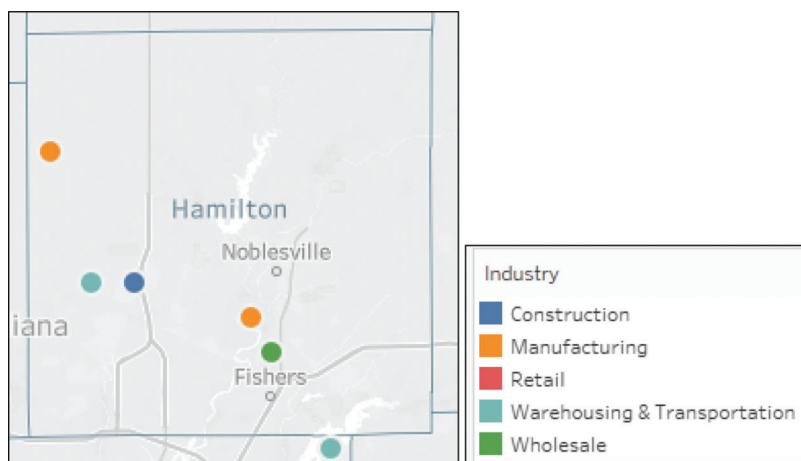 Hamilton
Noblesville
iana
Fishers
Industry
Construction
Manufacturing
Retail
Warehousing & Transportation
Wholesale